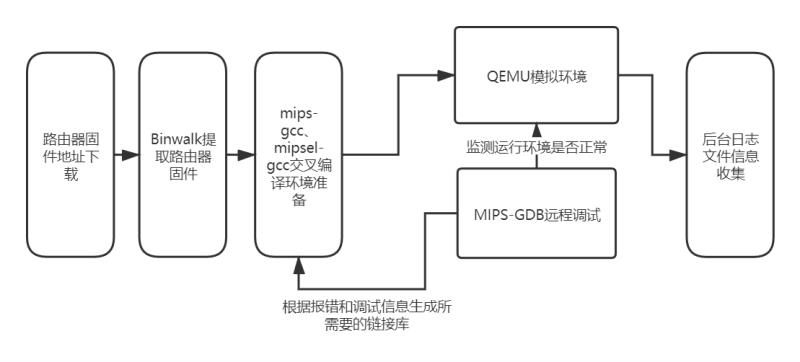 路由器固
件地址下
载
Binwalk提
取路由器
固件
mips-
gcc、
mipsel-
gcc交叉编
译环境准
备
QEMU模拟环境
监测运行环境是否正常
MIPS-GDB远程调试
根据报错和调试信息生成所
需要的链接库
后台日志
文件信息
收集